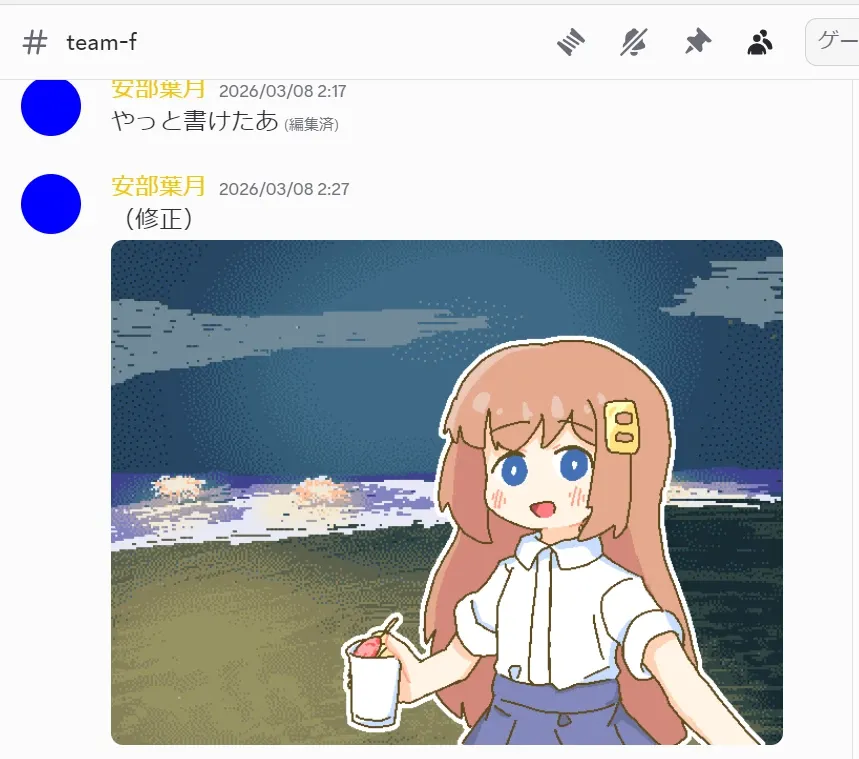 # team-f
ゲー
安部葉月 2026/03/08 2:17
やっと書けたあ (編集済)
安部葉月 2026/03/08 2:27
（修正）